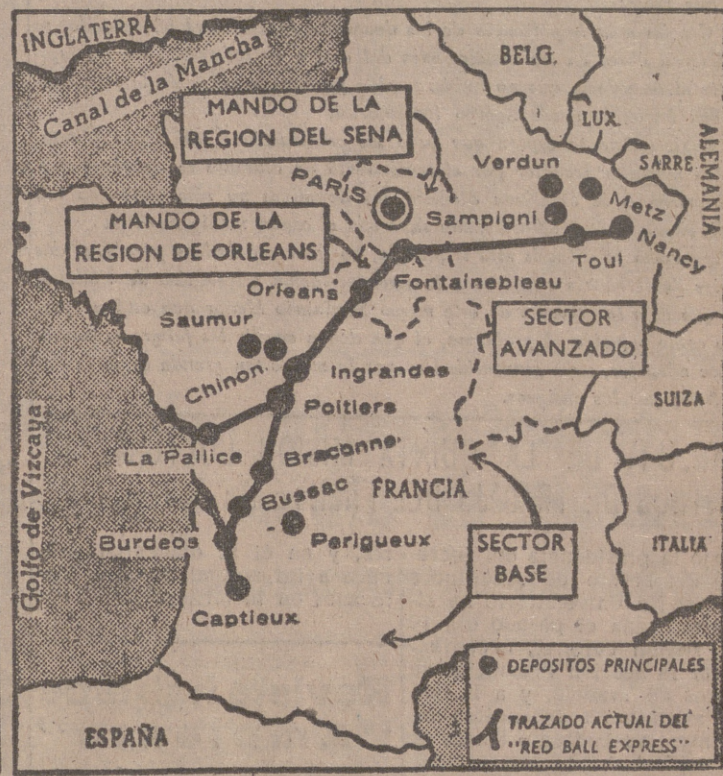 INGLATERRA
Canal de la Mancha
BELG.
LUX.
SARRE
ALEMANIA
MANDO DE LA
REGION DEL SENA
PARÍS
Verdun
Metz
Sampigni
Nancy
Toul
MANDO DE LA
REGION DE ORLEANS
Orleans
Fontainebleau
Saumur
SECTOR
AVANZADO
Chinon
Ingrandes
Poitiers
SUIZA
La Pallice
Braconne
Golfo de Vizcaya
Bussac
FRANCIA
Burdeos
Perigueux
SECTOR
BASE
ITALIA
Captieux
ESPAÑA
DEPOSITOS PRINCIPALES
TRAZADO ACTUAL DEL
"RED BALL EXPRESS"